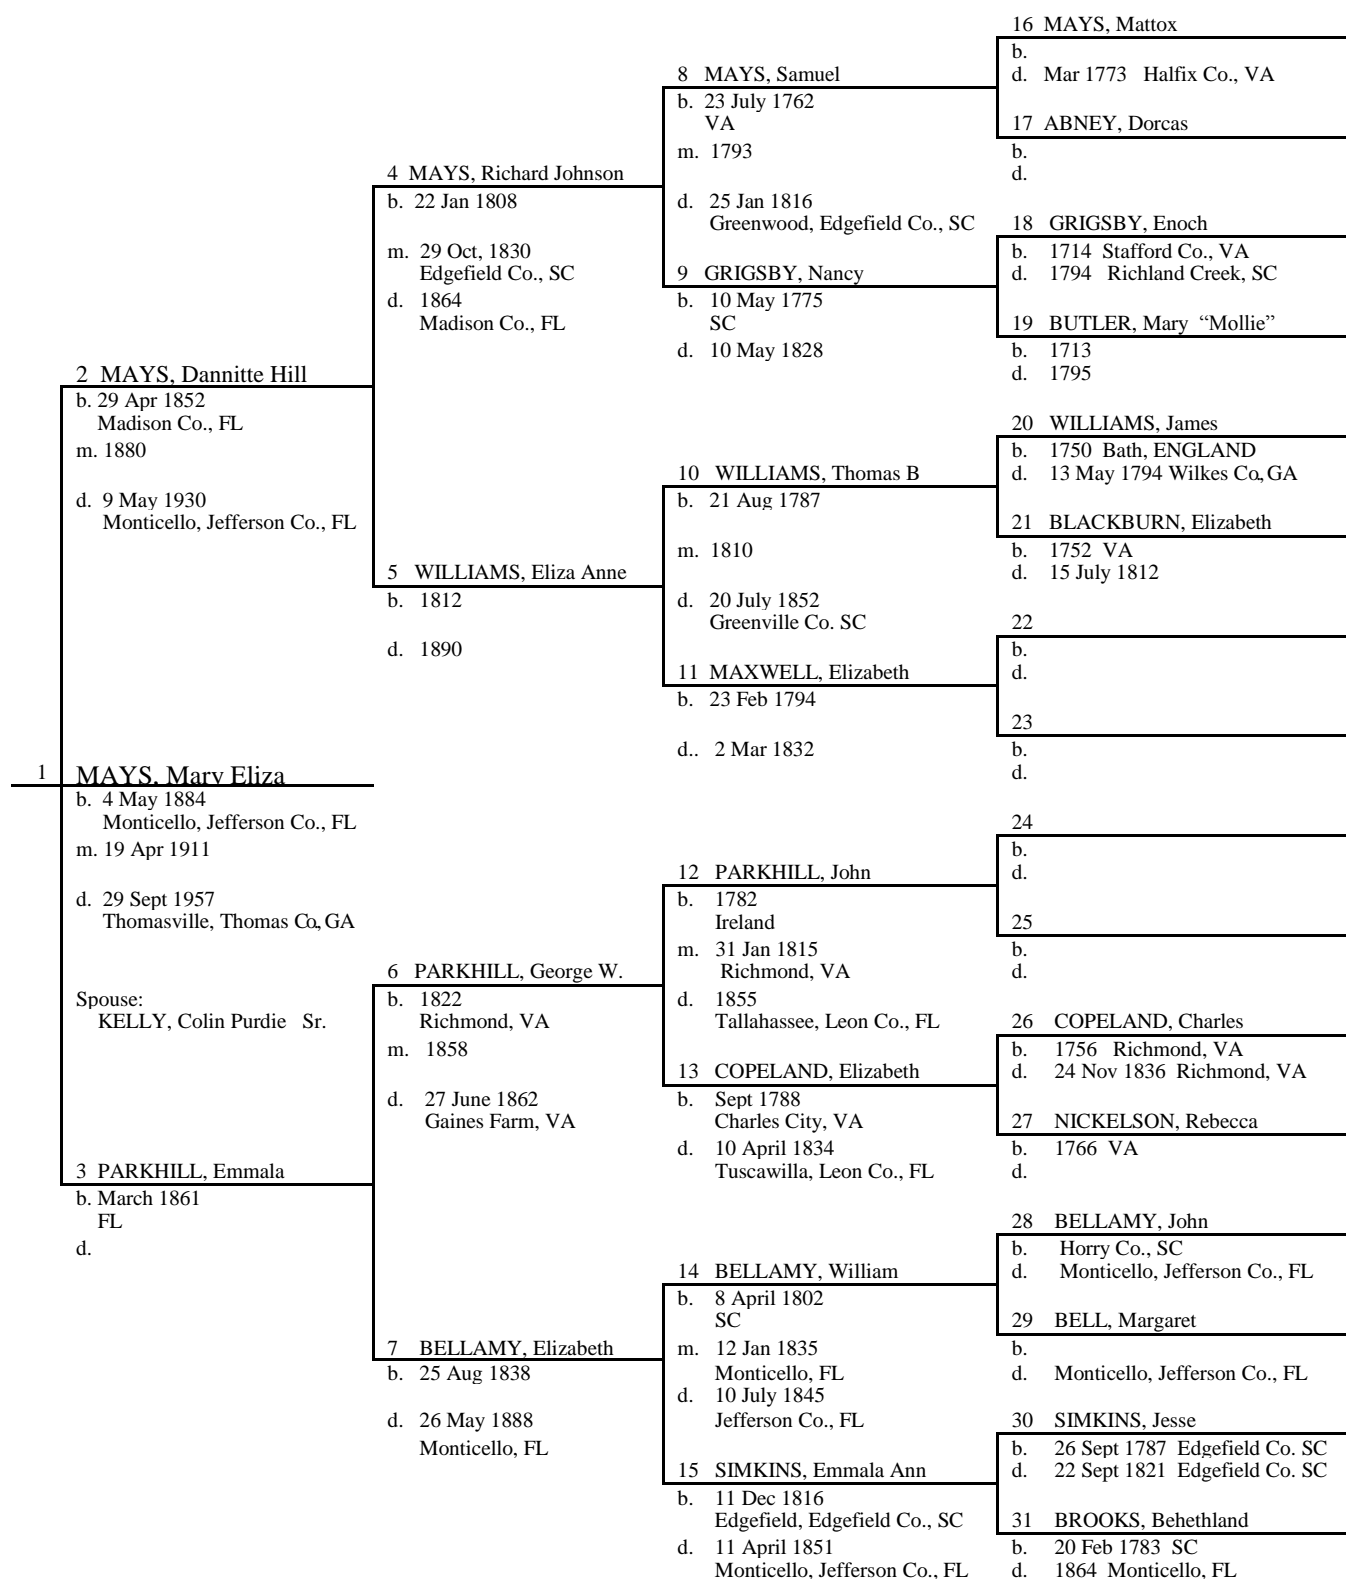 1 MAYS, Mary Eliza
b. 4 May 1884
Monticello, Jefferson Co., FL
m. 19 Apr 1911
d. 29 Sept 1957
Thomasville, Thomas Co, GA
Spouse:
KELLY, Colin Purdie Sr.
2 MAYS, Dannitte Hill
b. 29 Apr 1852
Madison Co., FL
m. 1880
d. 9 May 1930
Monticello, Jefferson Co., FL
3 PARKHILL, Emmala
b. March 1861
FL
d.
4 MAYS, Richard Johnson
b. 22 Jan 1808
m. 29 Oct, 1830
Edgefield Co., SC
d. 1864
Madison Co., FL
5 WILLIAMS, Eliza Anne
b. 1812
d. 1890
6 PARKHILL, George W.
b. 1822
Richmond, VA
m. 1858
d. 27 June 1862
Gaines Farm, VA
7 BELLAMY, Elizabeth
b. 25 Aug 1838
d. 26 May 1888
Monticello, FL
8 MAYS, Samuel
b. 23 July 1762
VA
m. 1793
d. 25 Jan 1816
Greenwood, Edgefield Co., SC
9 GRIGSBY, Nancy
b. 10 May 1775
SC
d. 10 May 1828
10 WILLIAMS, Thomas B
b. 21 Aug 1787
m. 1810
d. 20 July 1852
Greenville Co. SC
11 MAXWELL, Elizabeth
b. 23 Feb 1794
d.. 2 Mar 1832
12 PARKHILL, John
b. 1782
Ireland
m. 31 Jan 1815
Richmond, VA
d. 1855
Tallahassee, Leon Co., FL
13 COPELAND, Elizabeth
b. Sept 1788
Charles City, VA
d. 10 April 1834
Tuscawilla, Leon Co., FL
14 BELLAMY, William
b. 8 April 1802
SC
m. 12 Jan 1835
Monticello, FL
d. 10 July 1845
Jefferson Co., FL
15 SIMKINS, Emmala Ann
b. 11 Dec 1816
Edgefield, Edgefield Co., SC
d. 11 April 1851
Monticello, Jefferson Co., FL
16 MAYS, Mattox
b.
d. Mar 1773 Halfix Co., VA
17 ABNEY, Dorcas
b.
d.
18 GRIGSBY, Enoch
b. 1714 Stafford Co., VA
d. 1794 Richland Creek, SC
19 BUTLER, Mary “Mollie”
b. 1713
d. 1795
20 WILLIAMS, James
b. 1750 Bath, ENGLAND
d. 13 May 1794 Wilkes Co, GA
21 BLACKBURN, Elizabeth
b. 1752 VA
d. 15 July 1812
22
b.
d.
23
b.
d.
24
b.
d.
25
b.
d.
26 COPELAND, Charles
b. 1756 Richmond, VA
d. 24 Nov 1836 Richmond, VA
27 NICKELSON, Rebecca
b. 1766 VA
d.
28 BELLAMY, John
b. Horry Co., SC
d. Monticello, Jefferson Co., FL
29 BELL, Margaret
b.
d. Monticello, Jefferson Co., FL
30 SIMKINS, Jesse
b. 26 Sept 1787 Edgefield Co. SC
d. 22 Sept 1821 Edgefield Co. SC
31 BROOKS, Behethland
b. 20 Feb 1783 SC
d. 1864 Monticello, FL